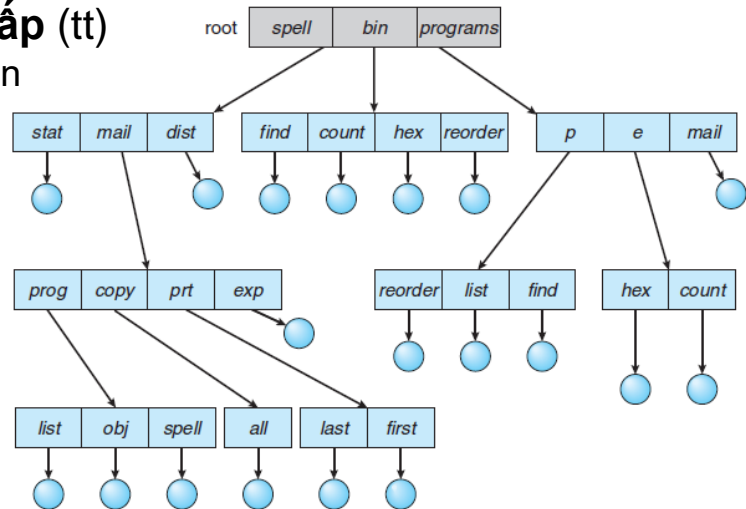 ấp (tt)
n
root spell bin programs
stat mail dist find count hex reorder p e mail
prog copy prt exp reorder list find hex count
list obj spell all last first